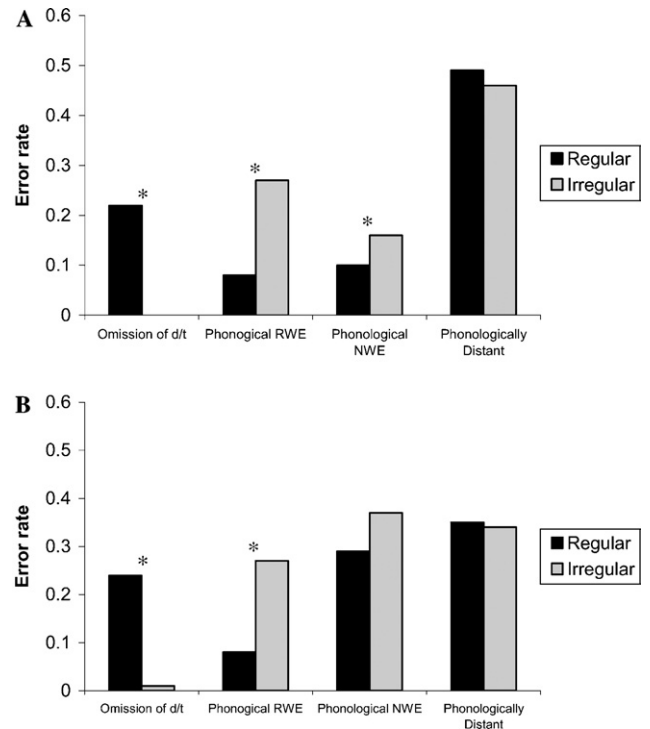 A
0.6
0.5
0.4
0.3
0.2
0.1
0
Error rate
*
*
*
Omission of d/t
Phonogical RWE
Phonological
NWE
Phonologically
Distant
Regular
Irregular
B
0.6
0.5
0.4
0.3
0.2
0.1
0
Error rate
*
*
Omission of d/t
Phonogical RWE
Phonological NWE
Phonologically
Distant
Regular
Irregular